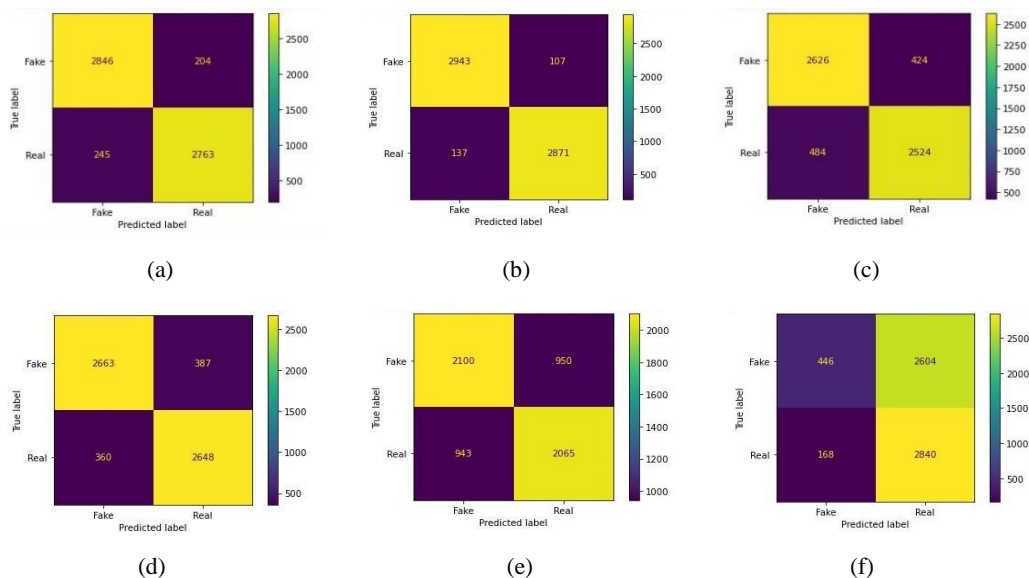 Fake
2846
204
2500
2000
1500
1000
500
True label
Real
245
2763
Fake
Real
Predicted label
(a)
Fake
2943
107
2500
2000
1500
1000
500
True label
Real
137
2871
Fake
Real
Predicted label
(b)
Fake
2626
424
2500
2250
2000
1750
1500
1250
1000
750
500
True label
Real
484
2524
Fake
Real
Predicted label
(c)
Fake
2663
387
2500
2000
1500
1000
500
True label
Real
360
2648
Fake
Real
Predicted label
(d)
Fake
2100
950
2000
1800
1600
1400
1200
1000
True label
Real
943
2065
Fake
Real
Predicted label
(e)
Fake
446
2604
2500
2000
1500
1000
500
True label
Real
168
2840
Fake
Real
Predicted label
(f)